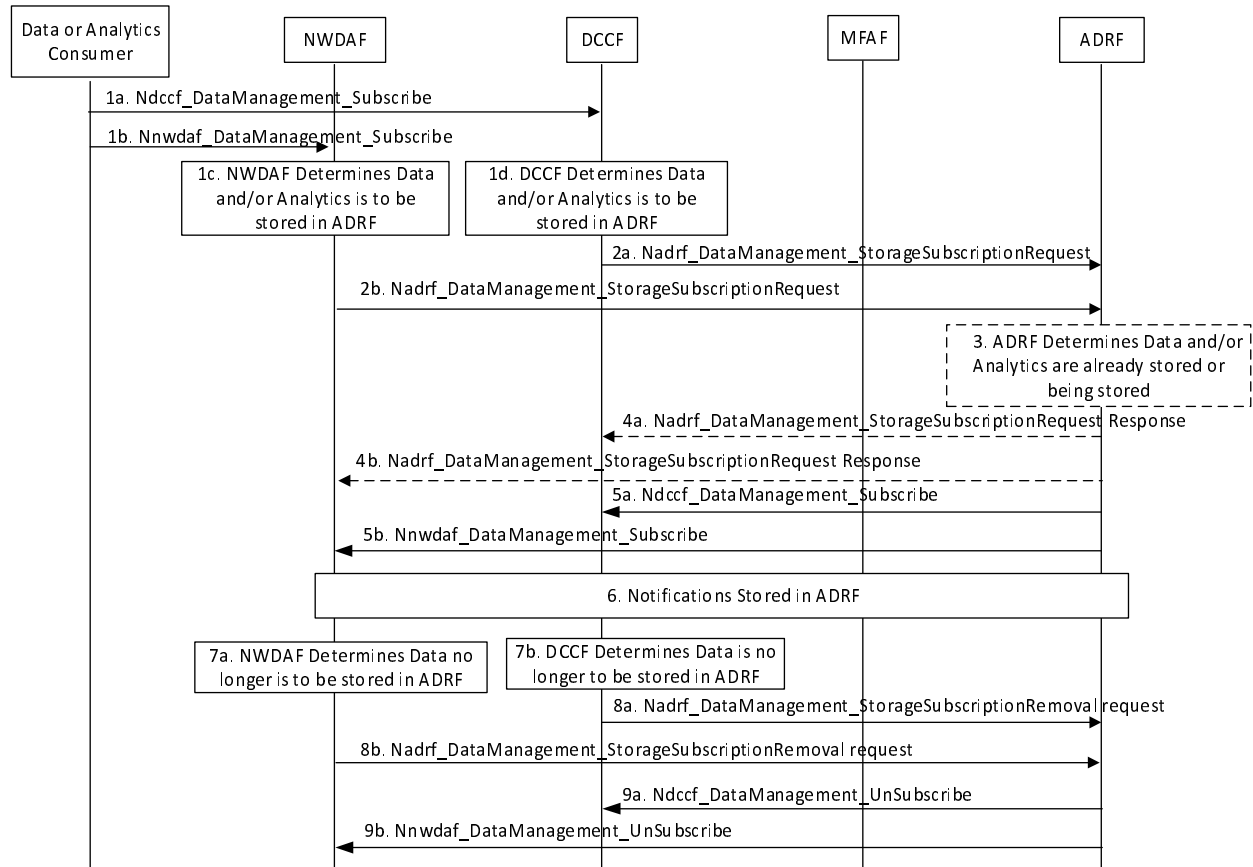 Data or Analytics
Consumer
NWDAF
DCCF
MFAF
ADRF
1a. Ndccf_DataManagement_Subscribe
1b. Nnwdaf_DataManagement_Subscribe
1c. NWDAF Determines Data
and/or Analytics is to be
stored in ADRF
1d. DCCF Determines Data
and/or Analytics is to be
stored in ADRF
2a. Nadrf_DataManagement_StorageSubscriptionRequest
2b. Nadrf_DataManagement_StorageSubscriptionRequest
3. ADRF Determines Data and/or
Analytics are already stored or
being stored
4a. Nadrf_DataManagement_StorageSubscriptionRequest Response
4b. Nadrf_DataManagement_StorageSubscriptionRequest Response
5a. Ndccf_DataManagement_Subscribe
5b. Nnwdaf_DataManagement_Subscribe
6. Notifications Stored in ADRF
7a. NWDAF Determines Data no
longer is to be stored in ADRF
7b. DCCF Determines Data is no
longer to be stored in ADRF
8a. Nadrf_DataManagement_StorageSubscriptionRemoval request
8b. Nadrf_DataManagement_StorageSubscriptionRemoval request
9a. Ndccf_DataManagement_UnSubscribe
9b. Nnwdaf_DataManagement_UnSubscribe